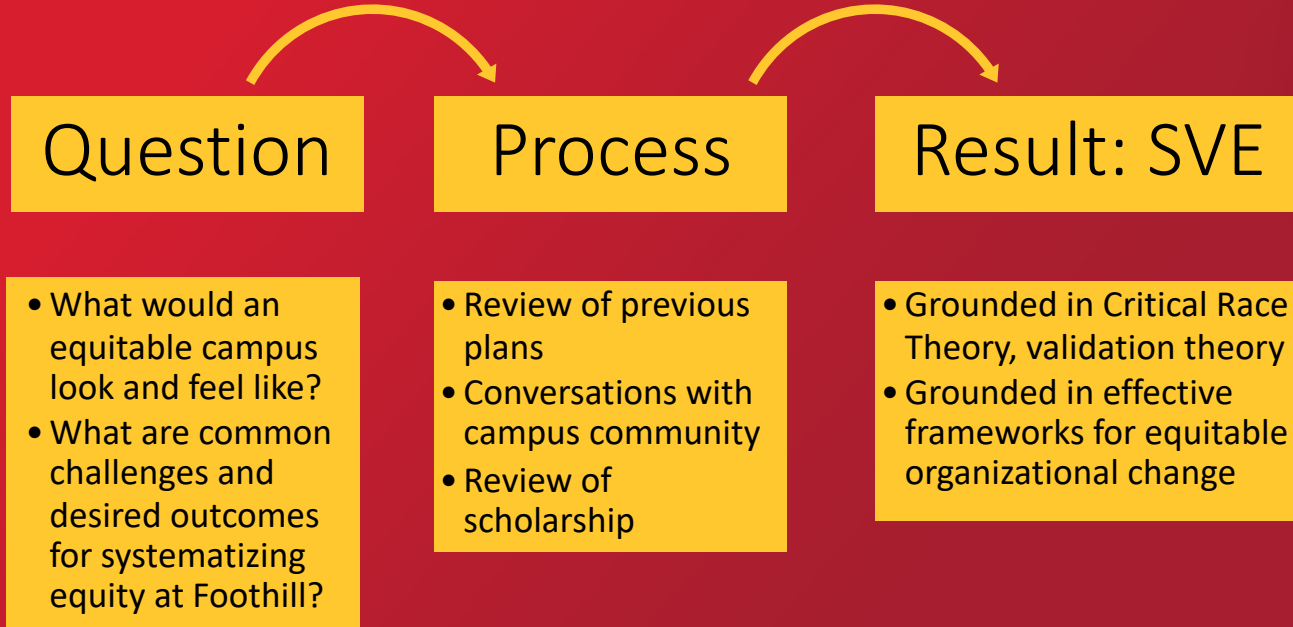 Question
• What would an
equitable campus
look and feel like?
• What are common
challenges and
desired outcomes
for systematizing
equity at Foothill?
Process
• Review of previous
plans
• Conversations with
campus community
• Review of
scholarship
Result: SVE
• Grounded in Critical Race
Theory, validation theory
• Grounded in effective
frameworks for equitable
organizational change